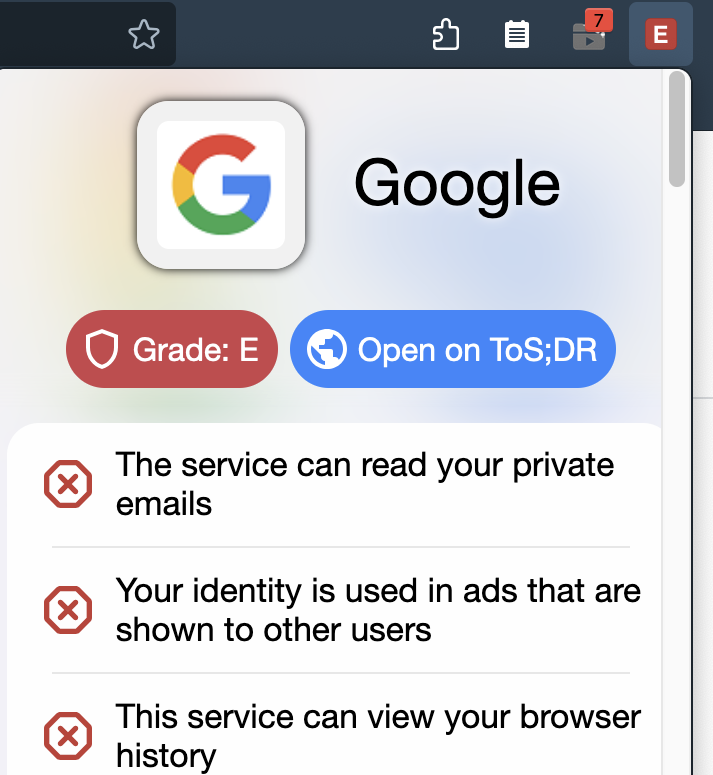 7
E
Google
Grade: E
Open on ToS;DR
The service can read your private
emails
Your identity is used in ads that are
shown to other users
This service can view your browser
history